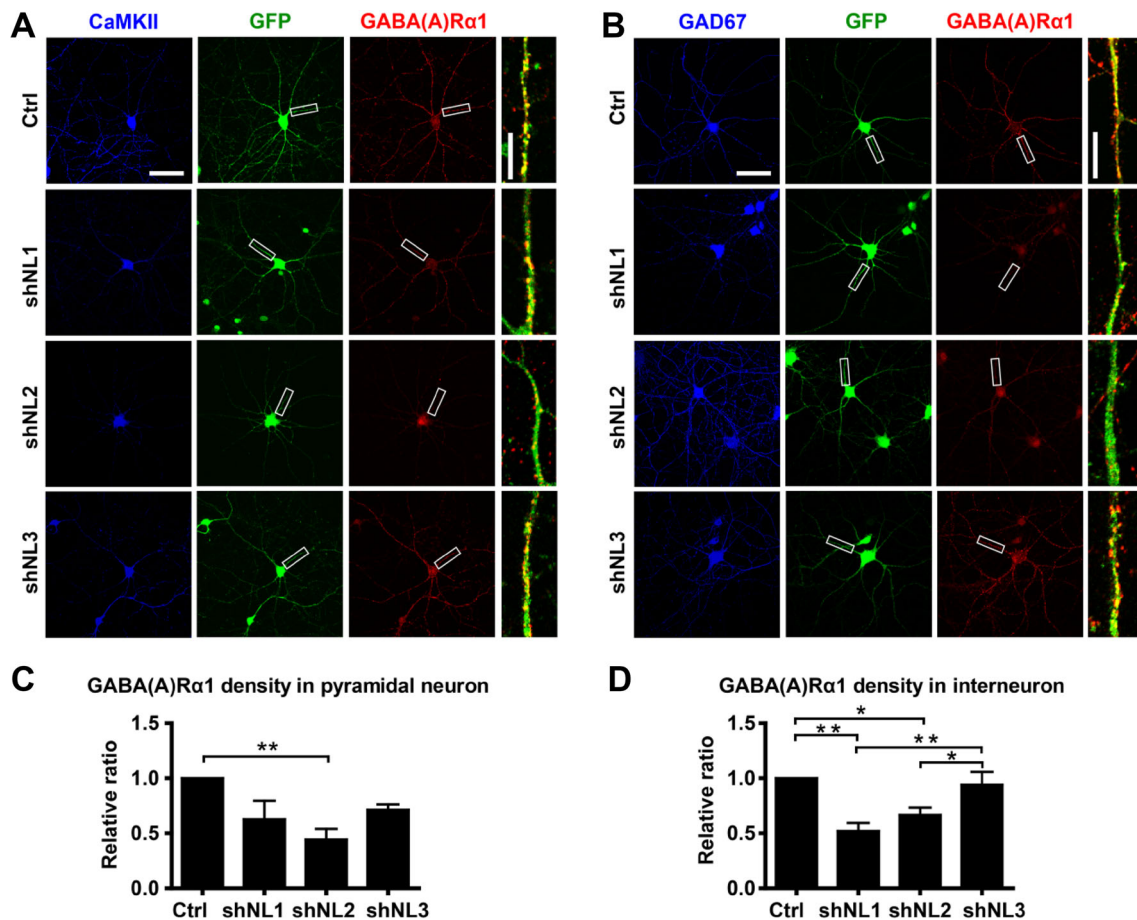 A
CaMKII GFP GABA(A)Rα1
Ctrl
shNL1
shNL2
shNL3
B
GAD67 GFP GABA(A)Rα1
Ctrl
shNL1
shNL2
shNL3
C
GABA(A)Rα1 density in pyramidal neuron
Relative ratio
1.5
1.0
0.5
0.0
**
Ctrl shNL1 shNL2 shNL3
D
GABA(A)Rα1 density in interneuron
Relative ratio
1.5
1.0
0.5
0.0
*
** **
*
Ctrl shNL1 shNL2 shNL3